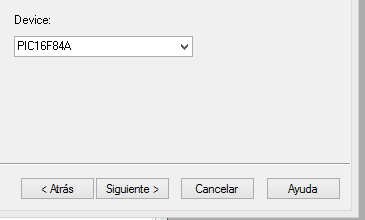 Device:
PIC16F84A
< Atrás
Siguiente >
Cancelar
Ayuda